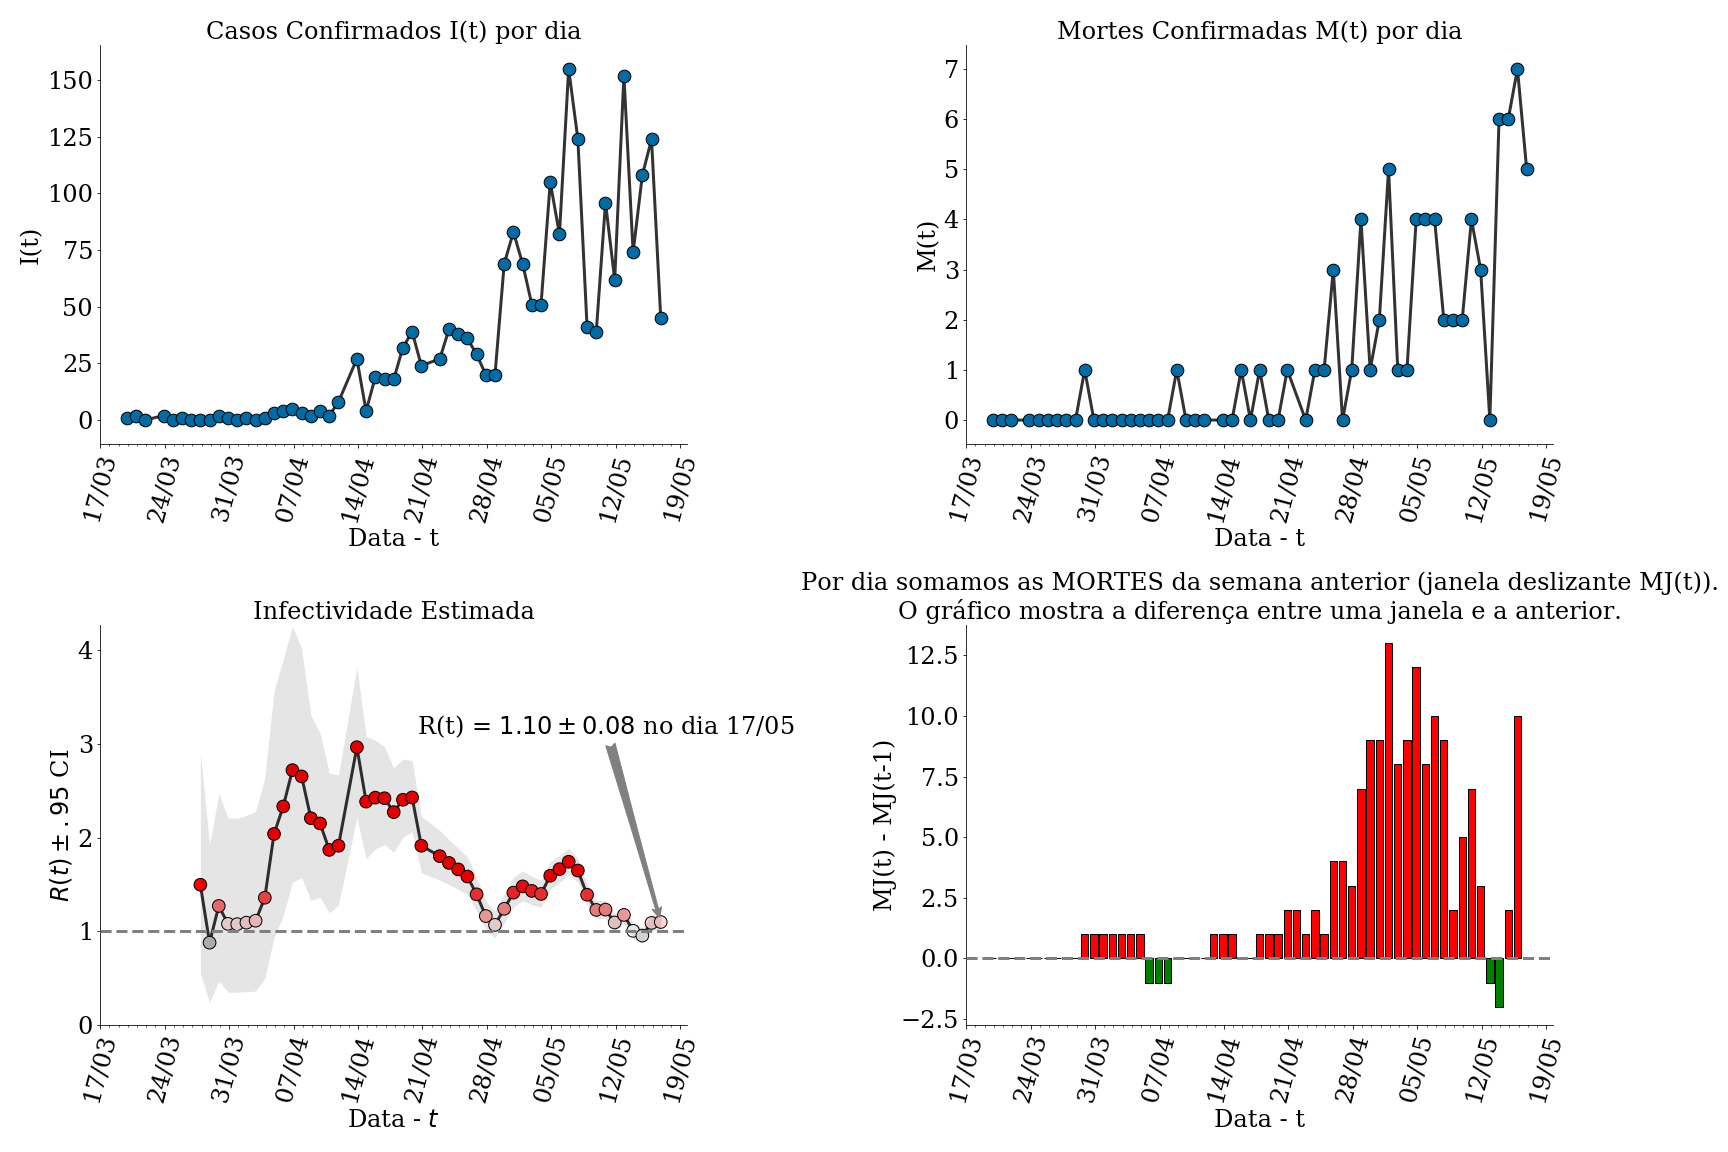 Casos Confirmados I(t) por dia
I(t)
150
125
100
75
50
25
0
17/03 24/03 31/03 07/04 14/04 21/04 28/04 05/05 12/05 19/05
Data - t
Mortes Confirmadas M(t) por dia
M(t)
7
6
5
4
3
2
1
0
17/03 24/03 31/03 07/04 14/04 21/04 28/04 05/05 12/05 19/05
Data - t
Infectividade Estimada
R(t) ± .95 CI
4
3
2
1
0
R(t) = 1.10 ± 0.08 no dia 17/05
17/03 24/03 31/03 07/04 14/04 21/04 28/04 05/05 12/05 19/05
Data - t
Por dia somamos as MORTES da semana anterior (janela deslizante MJ(t)).
O gráfico mostra a diferença entre uma janela e a anterior.
MJ(t) - MJ(t-1)
12.5
10.0
7.5
5.0
2.5
0.0
−2.5
17/03 24/03 31/03 07/04 14/04 21/04 28/04 05/05 12/05 19/05
Data - t